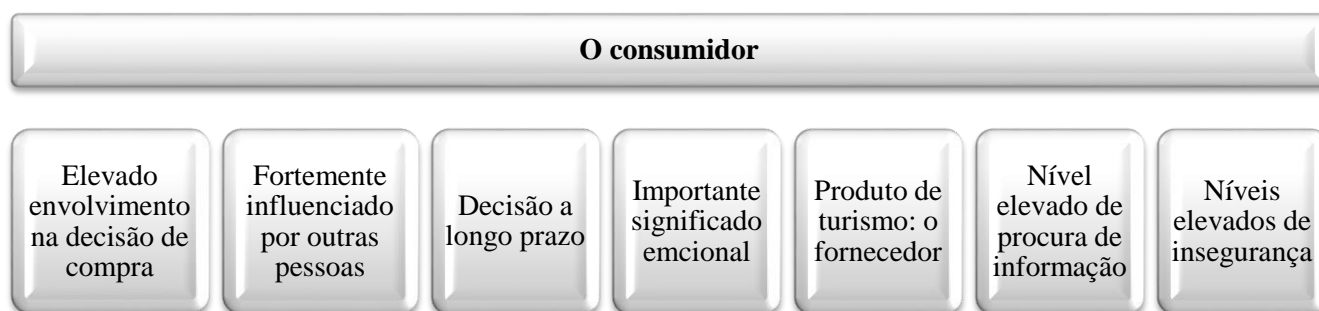 O consumidor
Elevado
envolvimento
na decisão de
compra
Fortemente
influenciado
por outras
pessoas
Decisão a
longo prazo
Importante
significado
emcional
Produto de
turismo: o
fornecedor
Nível
elevado de
procura de
informação
Níveis
elevados de
insegurança